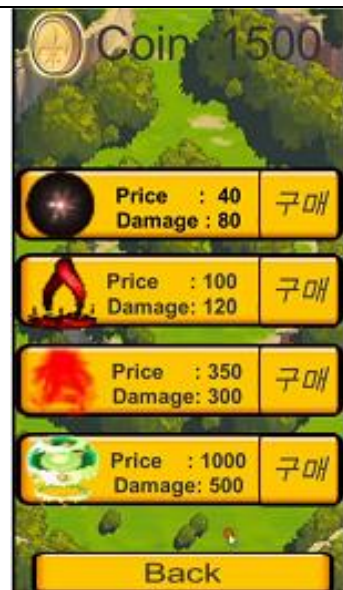 Coin : 1500
Price : 40
Damage : 80
구매
Price : 100
Damage: 120
구매
Price : 350
Damage: 300
구매
Price : 1000
Damage: 500
구매
Back